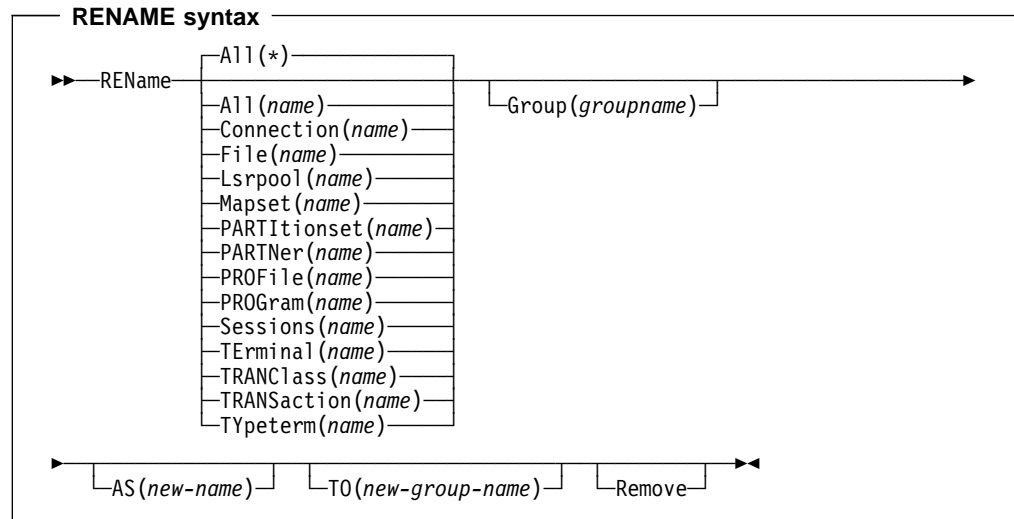 RENAME syntax
All(*)
REName
All(name) Group(groupname)
Connection(name)
File(name)
Lsrpool(name)
Mapset(name)
PARTItionset(name)
PARTNer(name)
PROFile(name)
PROGram(name)
Sessions(name)
TErminal(name)
TRANClass(name)
TRANSaction(name)
TYpeterm(name)
AS(new-name) TO(new-group-name) Remove